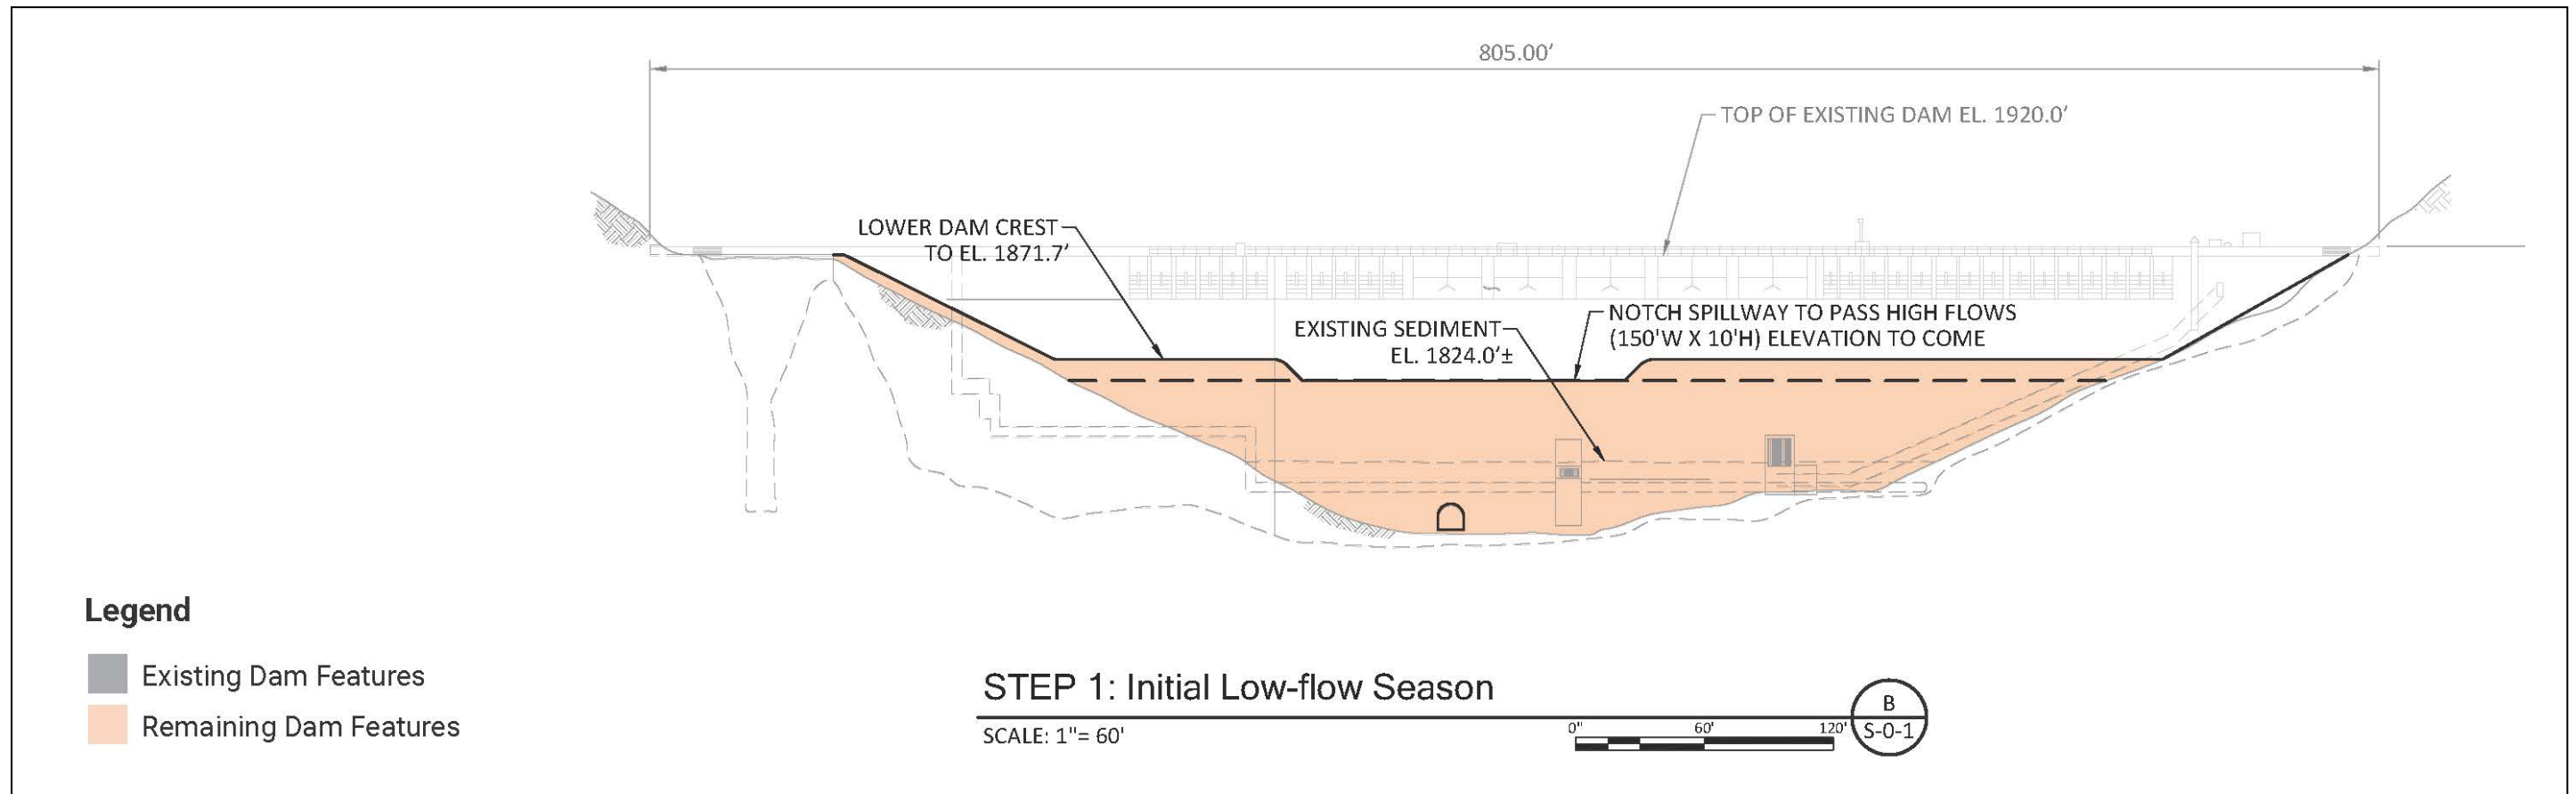 805.00'
TOP OF EXISTING DAM EL. 1920.0'
LOWER DAM CREST
TO EL. 1871.7'
NOTCH SPILLWAY TO PASS HIGH FLOWS
(150'W X 10'H) ELEVATION TO COME
EXISTING SEDIMENT
EL. 1824.0'±
Legend
Existing Dam Features
Remaining Dam Features
STEP 1: Initial Low-flow Season
SCALE: 1"= 60'
0" 60' 120'
B
S-0-1